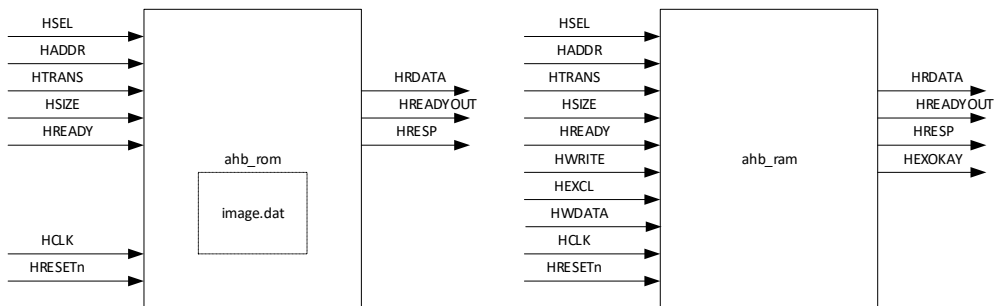 HSEL
HADDR
HTRANS
HSIZE
HREADY
HCLK
HRESETn
ahb_rom
image.dat
HRDATA
HREADYOUT
HRESP
HSEL
HADDR
HTRANS
HSIZE
HREADY
HWRITE
HEXCL
HWDATA
HCLK
HRESETn
ahb_ram
HRDATA
HREADYOUT
HRESP
HEXOKAY